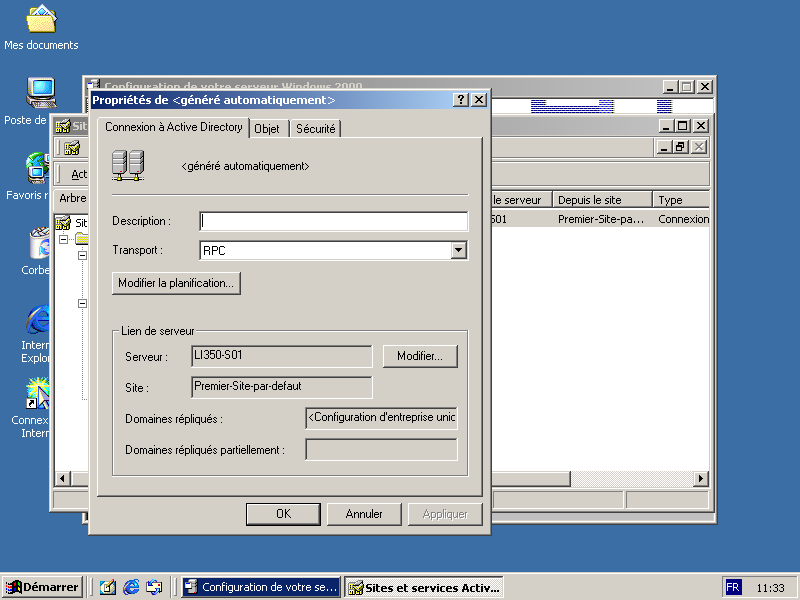 Mes documents
Poste de
Favoris r
Corbe
Intern
Explo
Connex
Intern
Configuration de votre serveur Windows 2000
Sit
Act
Arbre
Sit
le serveur
Depuis le site
Type
S01
Premier-Site-pa...
Connexion
Propriétés de <généré automatiquement>
Connexion à Active Directory
Objet
Sécurité
<généré automatiquement>
Description :
Transport :
RPC
Modifier la planification...
Lien de serveur
Serveur :
LI350-S01
Modifier...
Site :
Premier-Site-par-defaut
Domaines répliqués :
<Configuration d'entreprise unic
Domaines répliqués partiellement :
OK
Annuler
Appliquer
Démarrer
Configuration de votre se...
Sites et services Activ...
FR
11:33